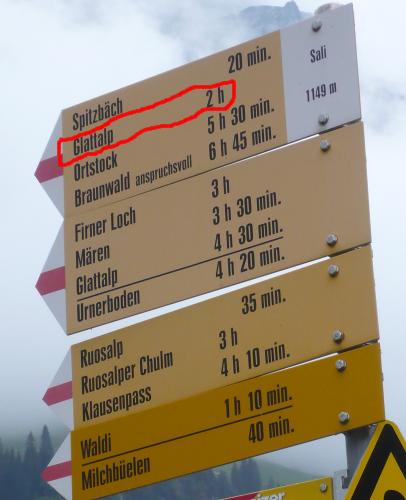 Sali
1149 m
Spitzbäch 20 min.
Glattalp 2 h
Ortstock 5 h 30 min.
Braunwald anspruchsvoll 6 h 45 min.
Firner Loch 3 h
Mären 3 h 30 min.
Glattalp 4 h 30 min.
Urnerboden 4 h 20 min.
Ruosalp 35 min.
Ruosalper Chulm 3 h
Klausenpass 4 h 10 min.
Waldi 1 h 10 min.
Milchbüelen 40 min.